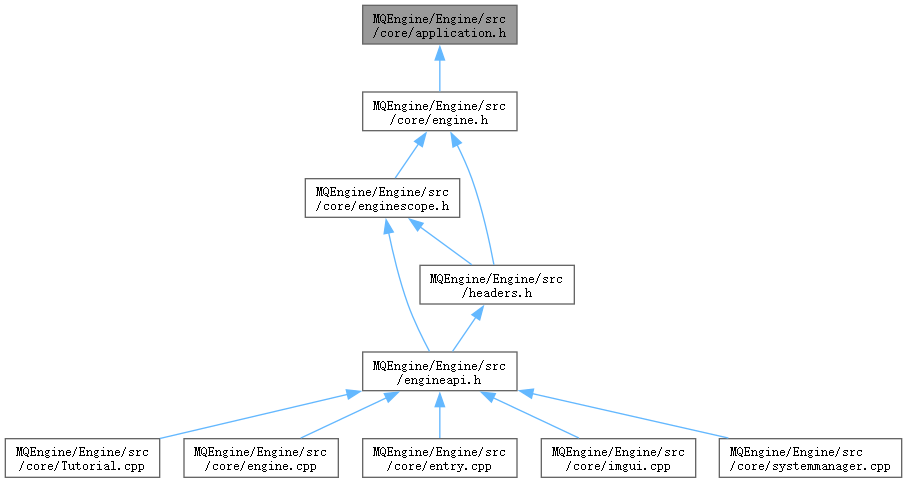 MQEngine/Engine/src
/core/application.h
MQEngine/Engine/src
/core/engine.h
MQEngine/Engine/src
/core/enginescope.h
MQEngine/Engine/src
/headers.h
MQEngine/Engine/src
/engineapi.h
MQEngine/Engine/src
/core/Tutorial.cpp
MQEngine/Engine/src
/core/engine.cpp
MQEngine/Engine/src
/core/entry.cpp
MQEngine/Engine/src
/core/imgui.cpp
MQEngine/Engine/src
/core/systemmanager.cpp